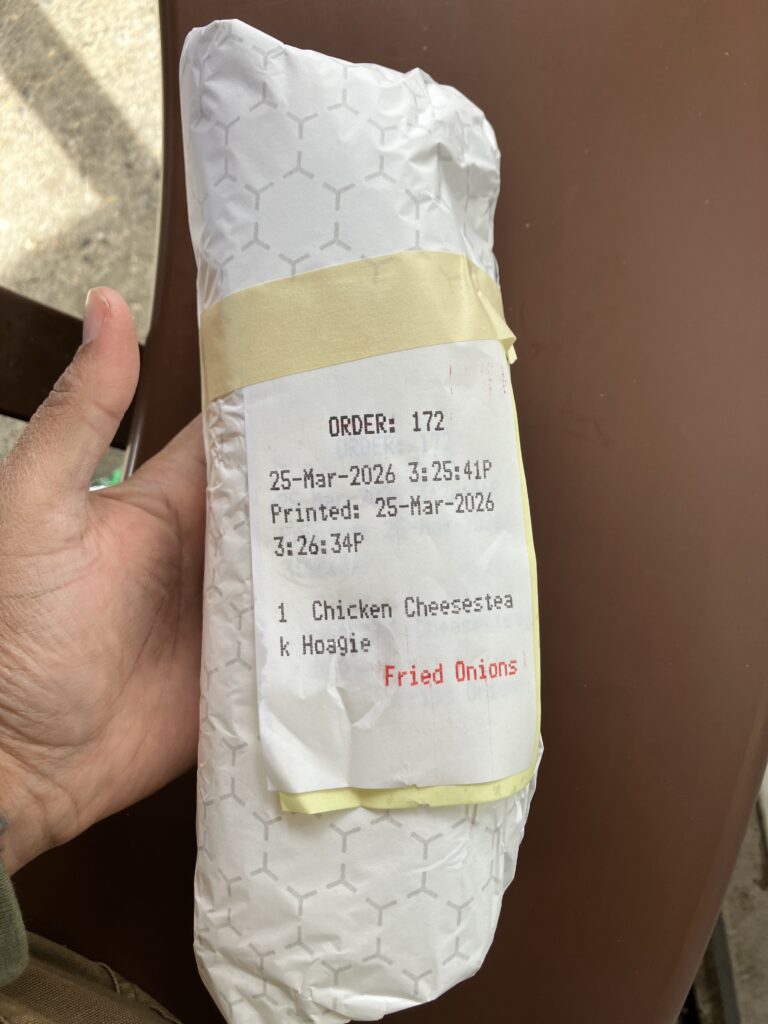 ORDER: 172
25-Mar-2026 3:25:41P
Printed: 25-Mar-2026
3:26:34P
1 Chicken Cheesestea
k Hoagie
Fried Onions